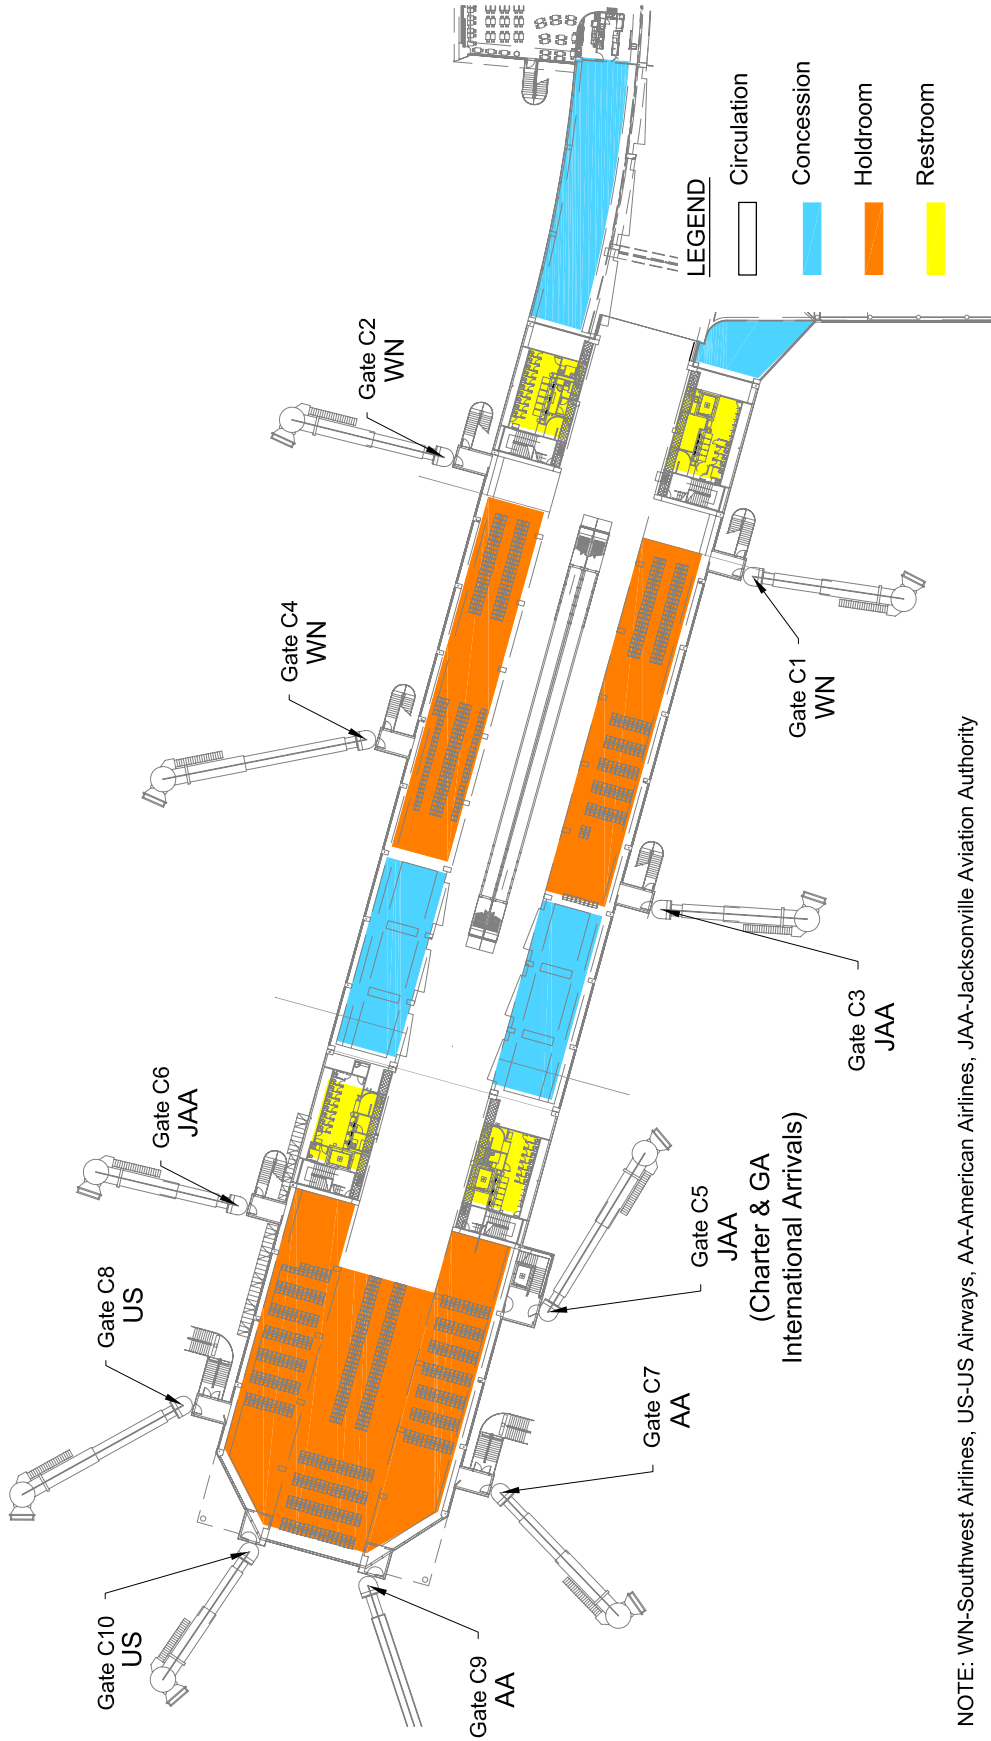 Gate C10
US
Gate C8
US
Gate C6
JAA
Gate C4
WN
Gate C2
WN
Gate C9
AA
Gate C7
AA
Gate C5
JAA
(Charter & GA
International Arrivals)
Gate C3
JAA
Gate C1
WN
LEGEND
Circulation
Concession
Holdroom
Restroom
NOTE: WN-Southwest Airlines, US-US Airways, AA-American Airlines, JAA-Jacksonville Aviation Authority